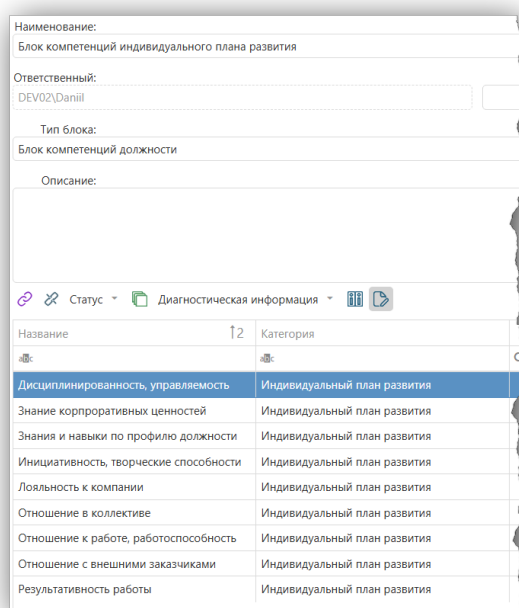 Наименование:
Блок компетенций индивидуального плана развития
Ответственный:
DEV02\Daniil
Тип блока:
Блок компетенций должности
Описание:
Статус Диагностическая информация
Название 12 Категория
aBc aBc
Дисциплинированность, управляемость Индивидуальный план развития
Знание корпроративных ценностей Индивидуальный план развития
Знания и навыки по профилю должности Индивидуальный план развития
Инициативность, творческие способности Индивидуальный план развития
Лояльность к компании Индивидуальный план развития
Отношение в коллективе Индивидуальный план развития
Отношение к работе, работоспособность Индивидуальный план развития
Отношение с внешними заказчиками Индивидуальный план развития
Результативность работы Индивидуальный план развития